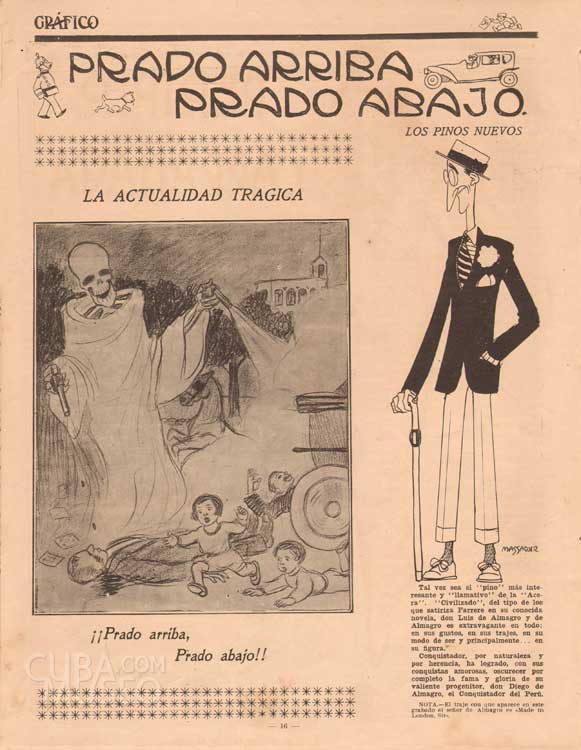 GRÁFICO
PRADO ARRIBA
PRADO ABAJO.
LOS PINOS NUEVOS
LA ACTUALIDAD TRAGICA
¡¡Prado arriba,
Prado abajo!!
MASSAGUER
Tal vez sea el "pino" más inte-
resante y "llamativo" de la "Ace-
ra". "Civilizado", del tipo de los
que satiriza Farrere en su conocida
novela, don Luis de Almagro y de
Almagro es extravagante en todo:
en sus gustos, en sus trajes, en su
modo de ser y principalmente... en
su figura."
Conquistador, por naturaleza y
por herencia, ha logrado, con sus
conquistas amorosas, oscurecer por
completo la fama y gloria de su
valiente progenitor, don Diego de
Almagro, el Conquistador del Perú.
NOTA.—El traje con que aparece en este
grabado el señor de Almagro es «Made in
London, Sir».
— 16 —
CUBA.COM